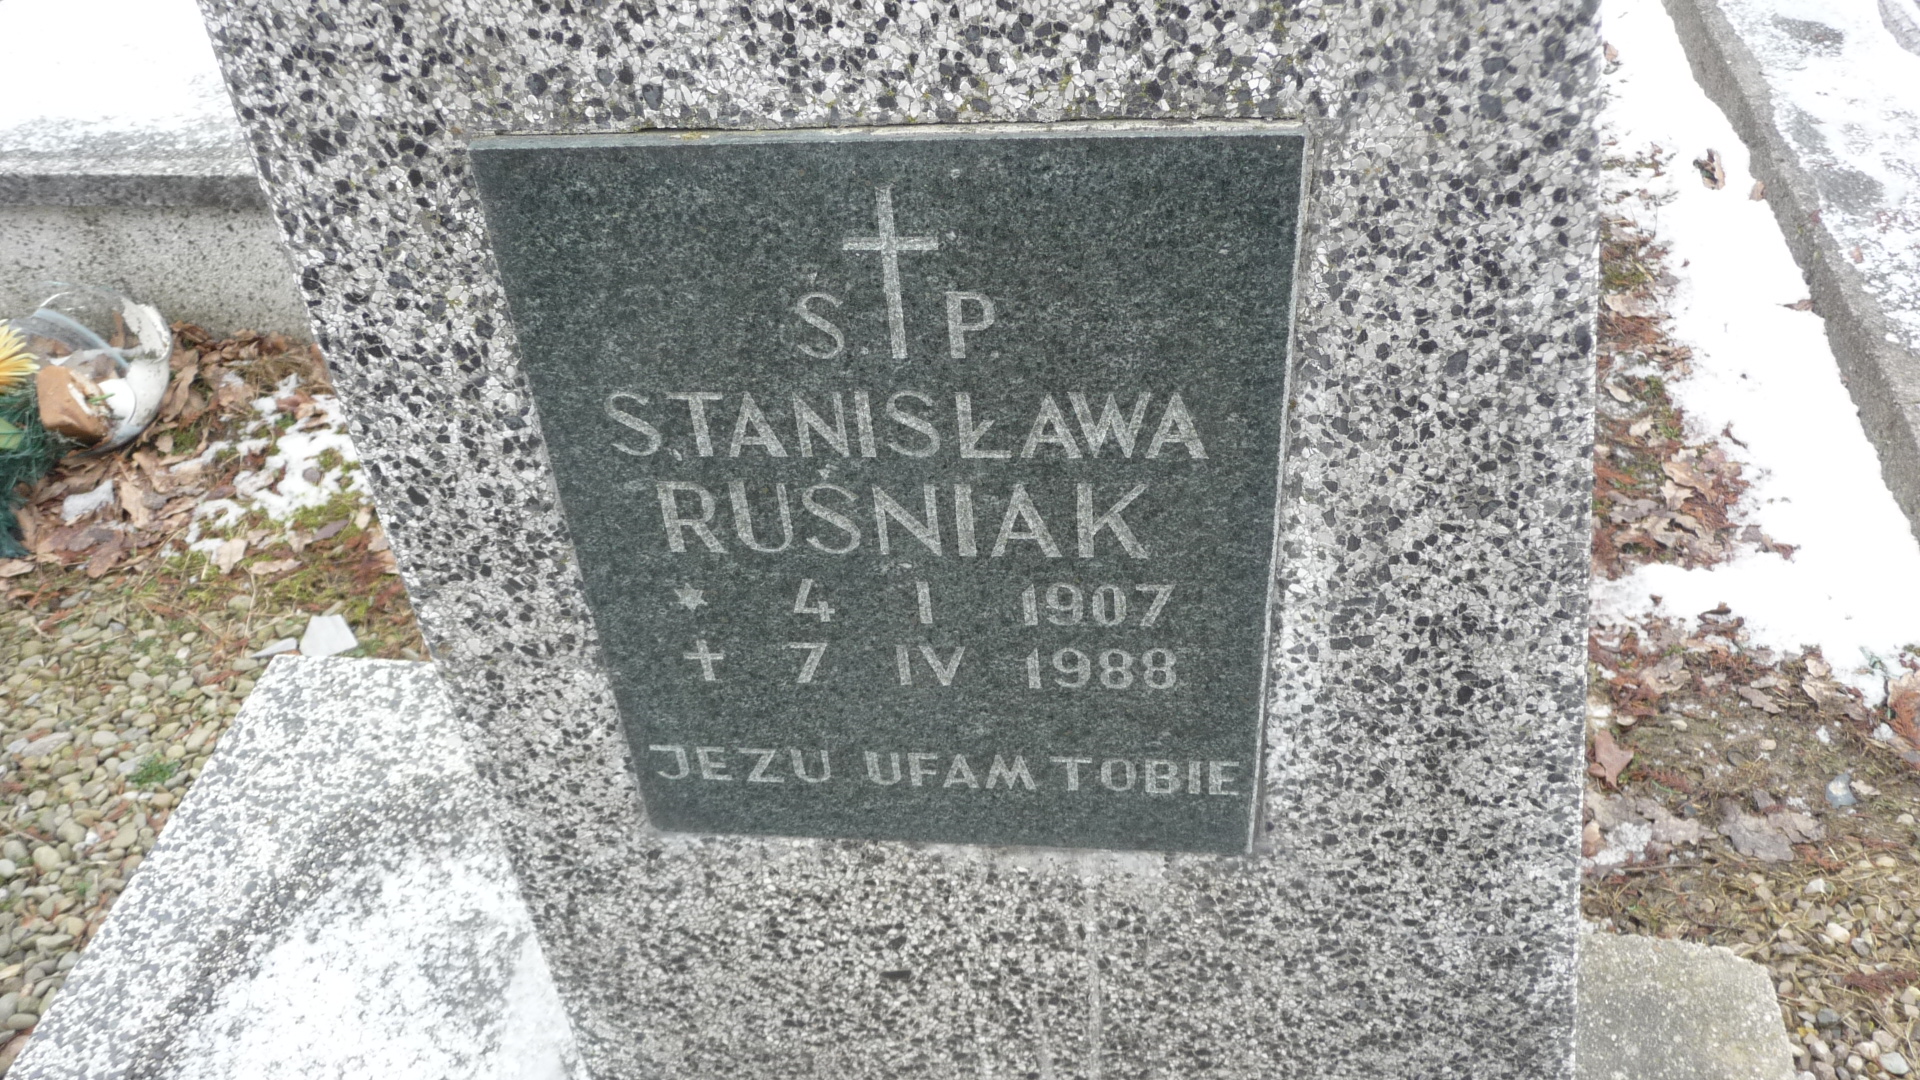 Ś. P
STANISŁAWA
RUŚNIAK
* 4 I 1907
† 7 IV 1988
JEZU UFAM TOBIE